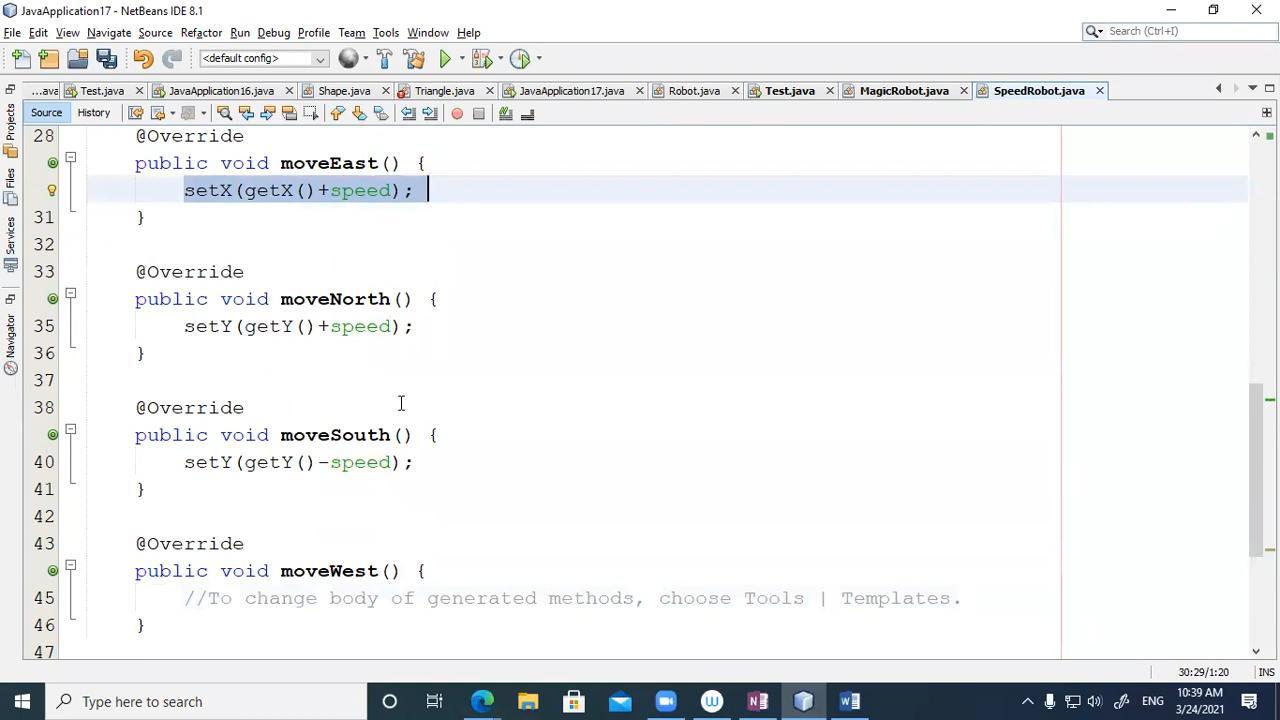 JavaApplication17 - NetBeans IDE 8.1
File Edit View Navigate Source Refactor Run Debug Profile Team Tools Window Help
Search (Ctrl+I)
<default config>
...ava Test.java JavaApplication16.java Shape.java Triangle.java JavaApplication17.java Robot.java Test.java MagicRobot.java SpeedRobot.java
Source History
Projects
Files
Services
Navigator
28 @Override
public void moveEast() {
setX(getX()+speed);
31 }
32
33 @Override
public void moveNorth() {
35 setY(getY()+speed);
36 }
37
38 @Override
public void moveSouth() {
40 setY(getY()-speed);
41 }
42
43 @Override
public void moveWest() {
45 //To change body of generated methods, choose Tools | Templates.
46 }
47
30:29/1:20 INS
Type here to search
ENG
10:39 AM
3/24/2021